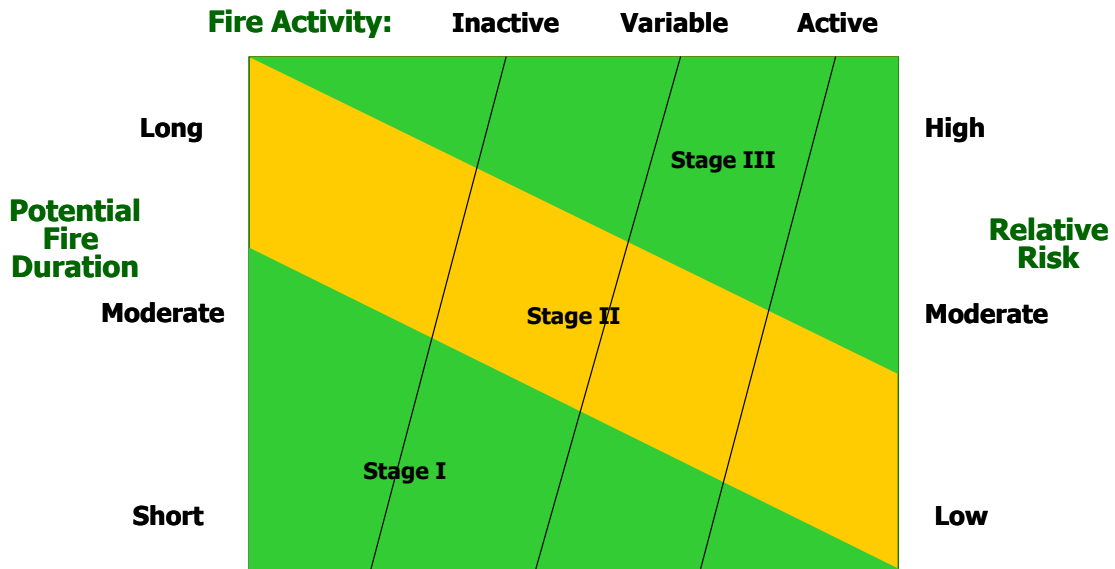 Fire Activity: Inactive Variable Active
Long
High
Stage III
Potential
Fire
Duration
Relative
Risk
Moderate
Stage II
Moderate
Stage I
Short
Low